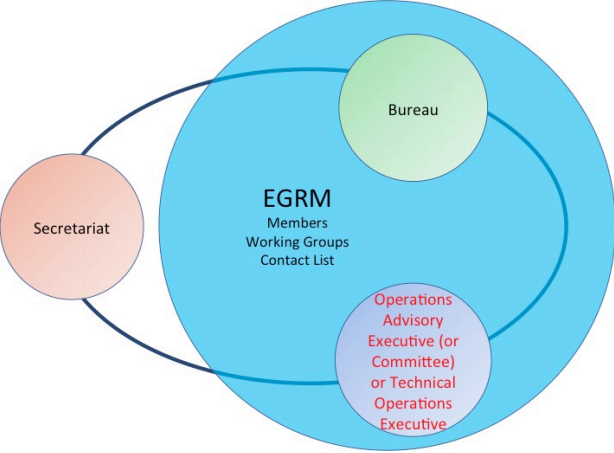 Bureau
EGRM
Members
Working Groups
Contact List
Secretariat
Operations
Advisory
Executive (or
Committee)
or Technical
Operations
Executive